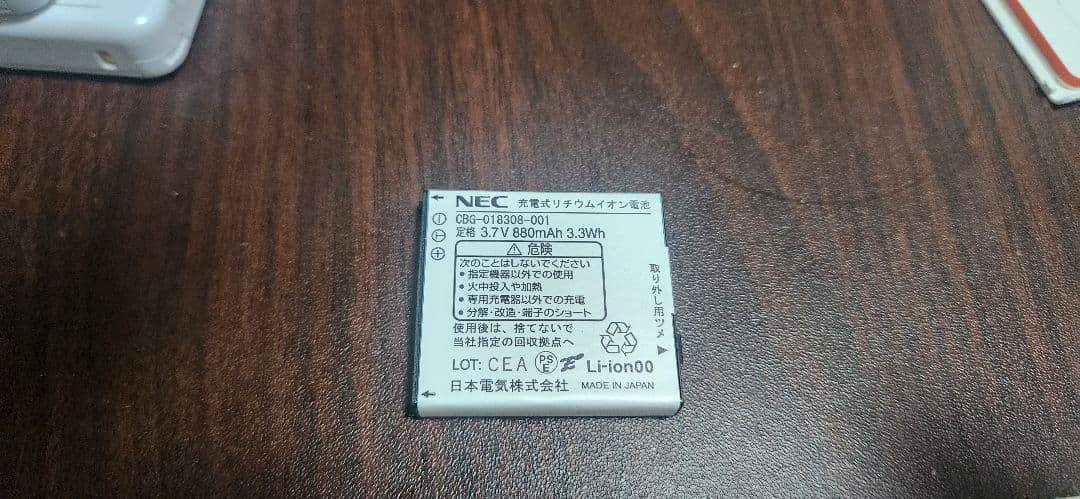 NEC 充電式リチウムイオン電池
CBG-018308-001
定格 3.7V 880mAh 3.3Wh
危険
次のことはしないでください
• 指定機器以外での使用
• 火中投入や加熱
• 専用充電器以外での充電
• 分解・改造・端子のショート
使用後は、捨てないで
当社指定の回収拠点へ
取り外し用ツメ
LOT: CEA PSE Li-ion00
日本電気株式会社 MADE IN JAPAN